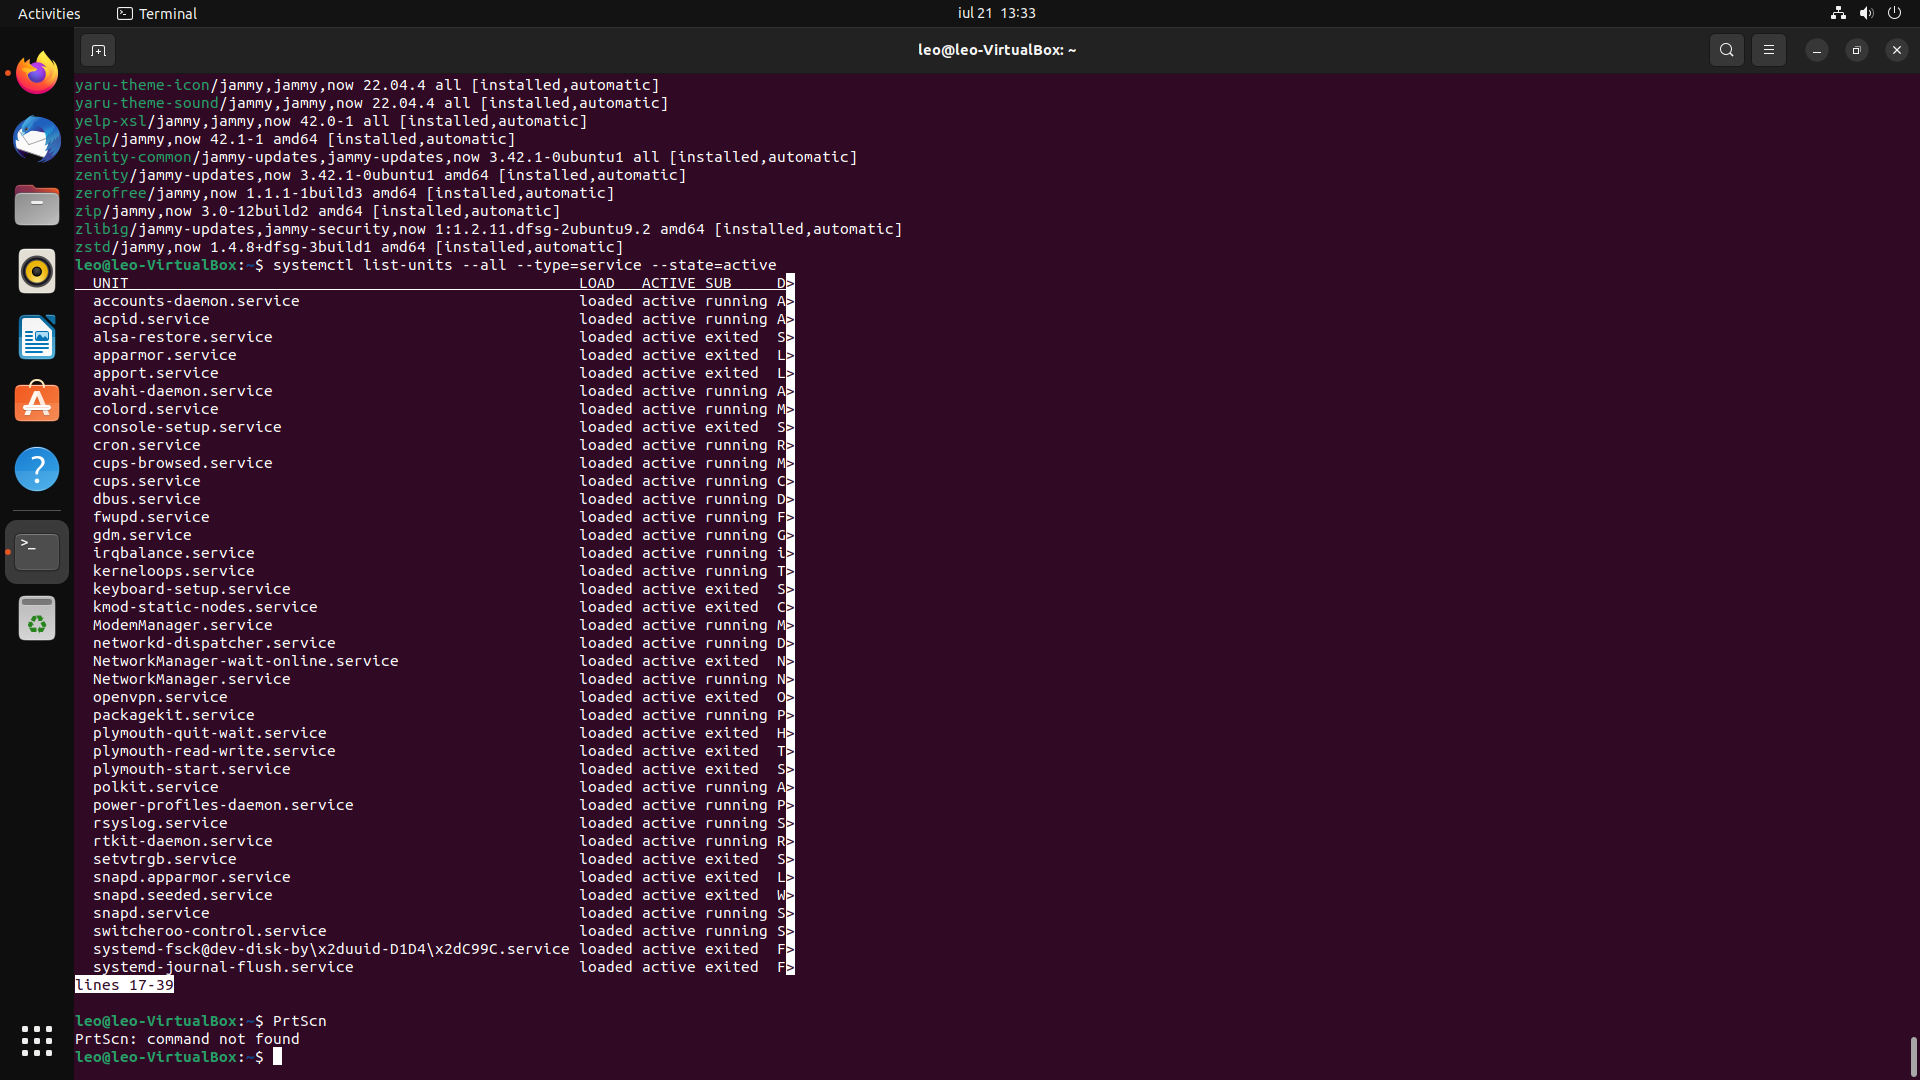 Activities Terminal iul 21 13:33
leo@leo-VirtualBox: ~
yaru-theme-icon/jammy,jammy,now 22.04.4 all [installed,automatic]
yaru-theme-sound/jammy,jammy,now 22.04.4 all [installed,automatic]
yelp-xsl/jammy,jammy,now 42.0-1 all [installed,automatic]
yelp/jammy,now 42.1-1 amd64 [installed,automatic]
zenity-common/jammy-updates,jammy-updates,now 3.42.1-0ubuntu1 all [installed,automatic]
zenity/jammy-updates,now 3.42.1-0ubuntu1 amd64 [installed,automatic]
zerofree/jammy,now 1.1.1-1build3 amd64 [installed,automatic]
zip/jammy,now 3.0-12build2 amd64 [installed,automatic]
zlib1g/jammy-updates,jammy-security,now 1:1.2.11.dfsg-2ubuntu9.2 amd64 [installed,automatic]
zstd/jammy,now 1.4.8+dfsg-3build1 amd64 [installed,automatic]
leo@leo-VirtualBox:~$ systemctl list-units --all --type=service --state=active
  UNIT LOAD ACTIVE SUB D>
  accounts-daemon.service loaded active running A>
  acpid.service loaded active running A>
  alsa-restore.service loaded active exited S>
  apparmor.service loaded active exited L>
  apport.service loaded active exited L>
  avahi-daemon.service loaded active running A>
  colord.service loaded active running M>
  console-setup.service loaded active exited S>
  cron.service loaded active running R>
  cups-browsed.service loaded active running M>
  cups.service loaded active running C>
  dbus.service loaded active running D>
  fwupd.service loaded active running F>
  gdm.service loaded active running G>
  irqbalance.service loaded active running i>
  kerneloops.service loaded active running T>
  keyboard-setup.service loaded active exited S>
  kmod-static-nodes.service loaded active exited C>
  ModemManager.service loaded active running M>
  networkd-dispatcher.service loaded active running D>
  NetworkManager-wait-online.service loaded active exited N>
  NetworkManager.service loaded active running N>
  openvpn.service loaded active exited O>
  packagekit.service loaded active running P>
  plymouth-quit-wait.service loaded active exited H>
  plymouth-read-write.service loaded active exited T>
  plymouth-start.service loaded active exited S>
  polkit.service loaded active running A>
  power-profiles-daemon.service loaded active running P>
  rsyslog.service loaded active running S>
  rtkit-daemon.service loaded active running R>
  setvtrgb.service loaded active exited S>
  snapd.apparmor.service loaded active exited L>
  snapd.seeded.service loaded active exited W>
  snapd.service loaded active running S>
  switcheroo-control.service loaded active running S>
  systemd-fsck@dev-disk-by\x2duuid-D1D4\x2dC99C.service loaded active exited F>
  systemd-journal-flush.service loaded active exited F>
lines 17-39
leo@leo-VirtualBox:~$ PrtScn
PrtScn: command not found
leo@leo-VirtualBox:~$